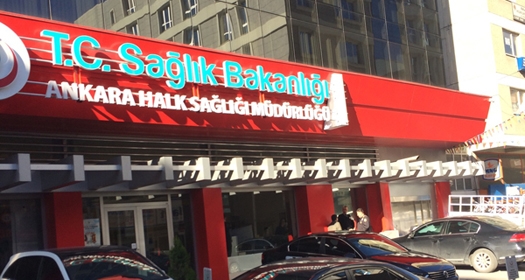 T.C. Sağlık Bakanlığı
ANKARA HALK SAĞLIĞI MÜDÜRLÜĞÜ